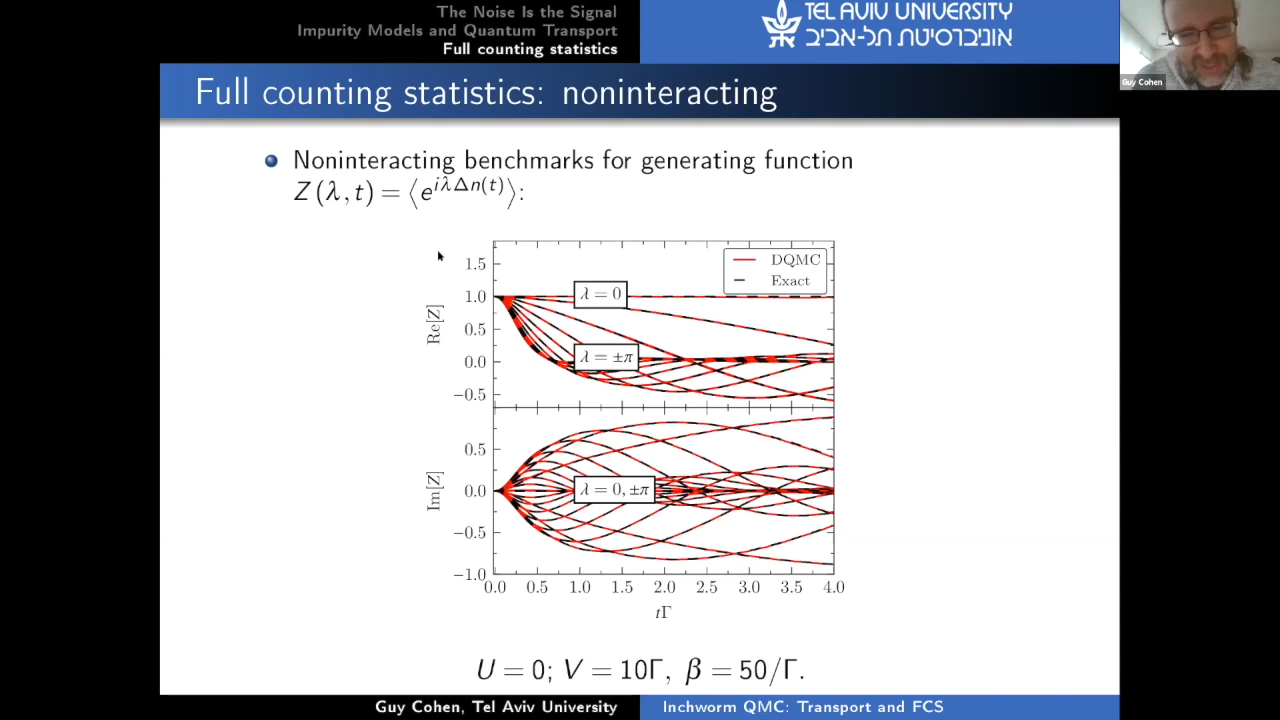 The Noise Is the Signal
Impurity Models and Quantum Transport
Full counting statistics
TEL AVIV UNIVERSITY
אוניברסיטת תל-אביב
Guy Cohen
Full counting statistics: noninteracting
Noninteracting benchmarks for generating function
Z (λ, t) = ⟨e^{iλΔn(t)}⟩:
DQMC
Exact
1.5
1.0
0.5
0.0
−0.5
Re[Z]
λ = 0
λ = ±π
0.5
0.0
−0.5
−1.0
Im[Z]
λ = 0, ±π
0.0 0.5 1.0 1.5 2.0 2.5 3.0 3.5 4.0
tΓ
U = 0; V = 10Γ, β = 50/Γ.
Guy Cohen, Tel Aviv University
Inchworm QMC: Transport and FCS